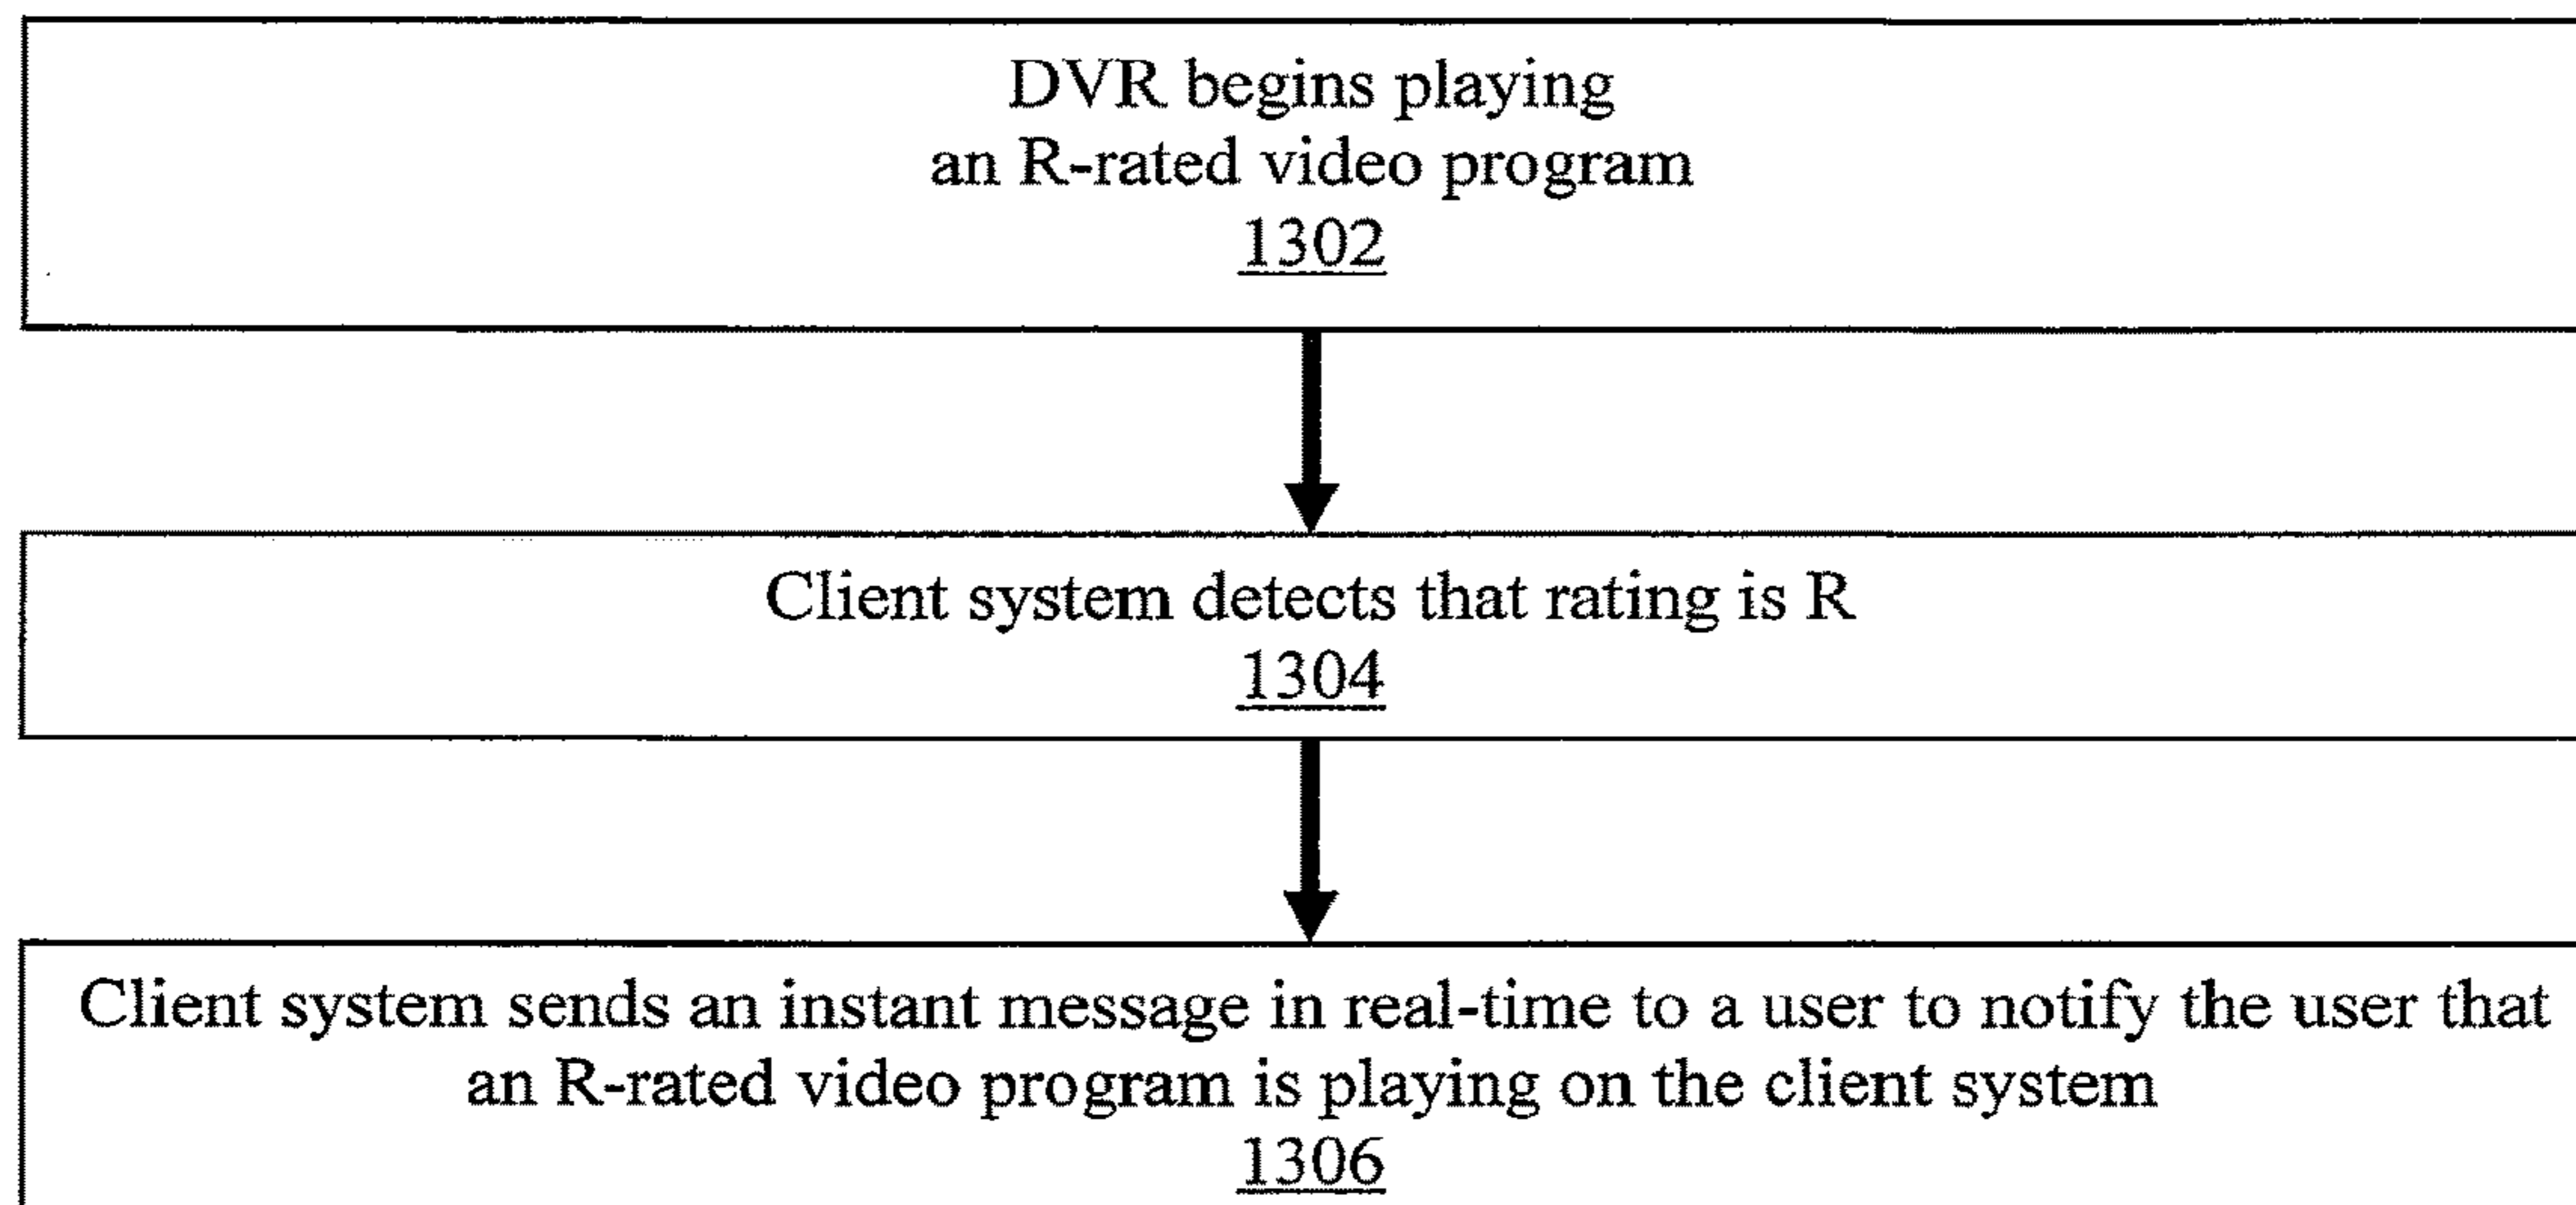 DVR begins playing
an R-rated video program
1302
Client system detects that rating is R
1304
Client system sends an instant message in real-time to a user to notify the user that
an R-rated video program is playing on the client system
1306